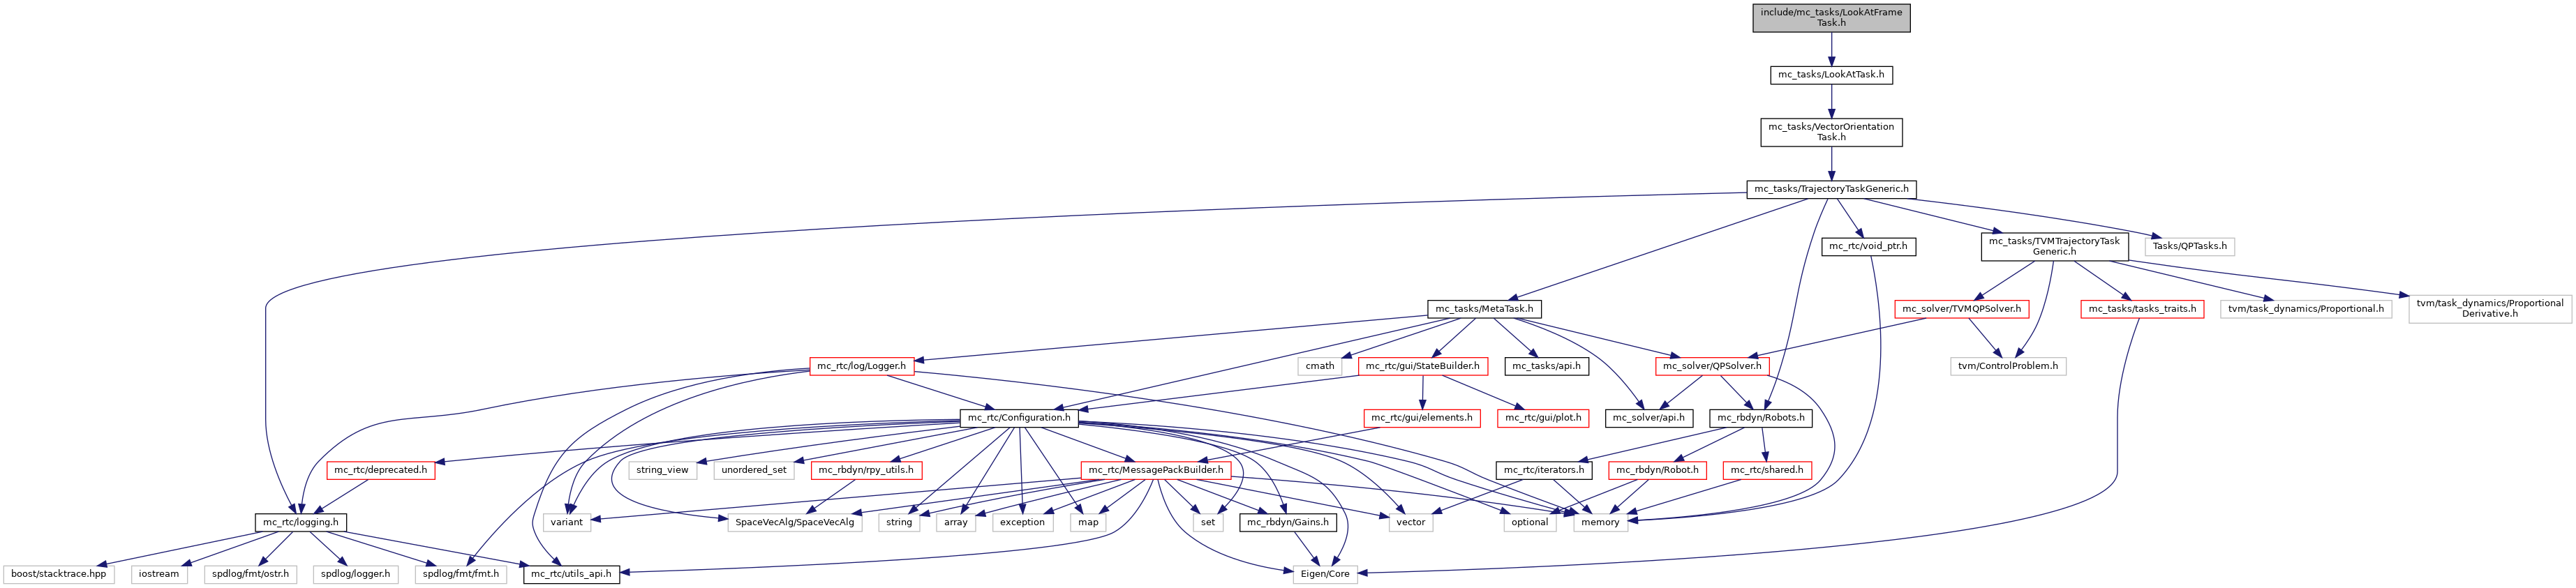 include/mc_tasks/LookAtFrame
Task.h
mc_tasks/LookAtTask.h
mc_tasks/VectorOrientation
Task.h
mc_tasks/TrajectoryTaskGeneric.h
mc_rtc/void_ptr.h
mc_tasks/TVMTrajectoryTask
Generic.h
Tasks/QPTasks.h
mc_tasks/MetaTask.h
mc_solver/TVMQPSolver.h
mc_tasks/tasks_traits.h
tvm/task_dynamics/Proportional.h
tvm/task_dynamics/Proportional
Derivative.h
mc_rtc/log/Logger.h
cmath
mc_rtc/gui/StateBuilder.h
mc_tasks/api.h
mc_solver/QPSolver.h
tvm/ControlProblem.h
mc_rtc/Configuration.h
mc_rtc/gui/elements.h
mc_rtc/gui/plot.h
mc_solver/api.h
mc_rbdyn/Robots.h
mc_rtc/deprecated.h
string_view
unordered_set
mc_rbdyn/rpy_utils.h
mc_rtc/MessagePackBuilder.h
mc_rtc/iterators.h
mc_rbdyn/Robot.h
mc_rtc/shared.h
mc_rtc/logging.h
variant
SpaceVecAlg/SpaceVecAlg
string
array
exception
map
set
mc_rbdyn/Gains.h
vector
optional
memory
boost/stacktrace.hpp
iostream
spdlog/fmt/ostr.h
spdlog/logger.h
spdlog/fmt/fmt.h
mc_rtc/utils_api.h
Eigen/Core